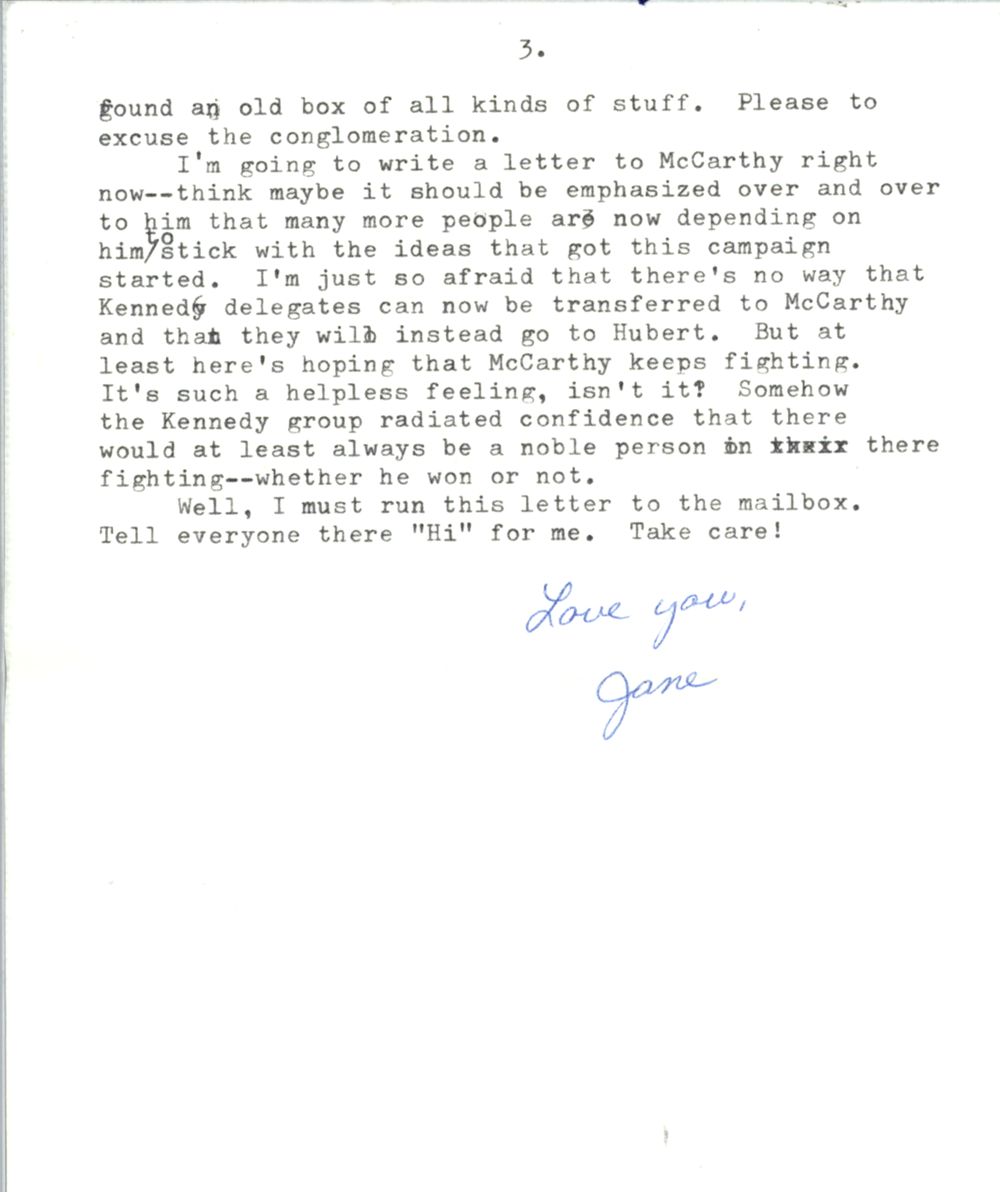 3.
found an old box of all kinds of stuff.  Please to
excuse the conglomeration.
I'm going to write a letter to McCarthy right
now--think maybe it should be emphasized over and over
to him that many more people are now depending on
him/to stick with the ideas that got this campaign
started.  I'm just so afraid that there's no way that
Kennedy delegates can now be transferred to McCarthy
and that they will instead go to Hubert.  But at
least here's hoping that McCarthy keeps fighting.
It's such a helpless feeling, isn't it?  Somehow
the Kennedy group radiated confidence that there
would at least always be a noble person in their there
fighting--whether he won or not.
Well, I must run this letter to the mailbox.
Tell everyone there "Hi" for me.  Take care!
Love you,
Jane